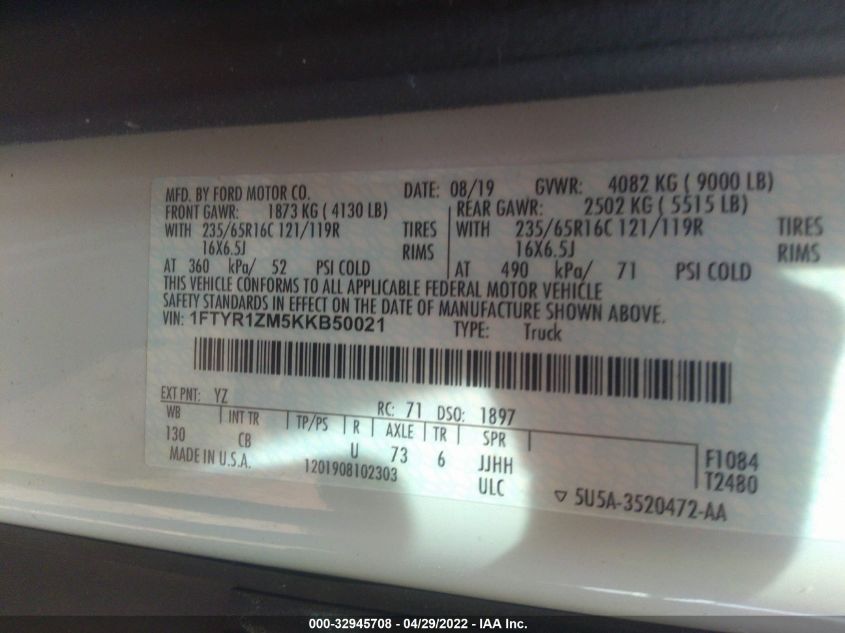 MFD. BY FORD MOTOR CO. DATE: 08/19 GVWR: 4082 KG ( 9000 LB)
FRONT GAWR: 1873 KG ( 4130 LB) REAR GAWR: 2502 KG ( 5515 LB)
WITH 235/65R16C 121/119R TIRES WITH 235/65R16C 121/119R TIRES
16X6.5J RIMS 16X6.5J RIMS
AT 360 kPa/ 52 PSI COLD AT 490 kPa/ 71 PSI COLD
THIS VEHICLE CONFORMS TO ALL APPLICABLE FEDERAL MOTOR VEHICLE
SAFETY STANDARDS IN EFFECT ON THE DATE OF MANUFACTURE SHOWN ABOVE.
VIN: 1FTYR1ZM5KKB50021 TYPE: Truck
EXT PNT: YZ RC: 71 DSO: 1897
WB INT TR TP/PS R AXLE TR SPR
130 CB U 73 6 JJHH F1084
MADE IN U.S.A. 1201908102303 ULC T2480
▽ 5U5A-3520472-AA
000-32945708 - 04/29/2022 - IAA Inc.